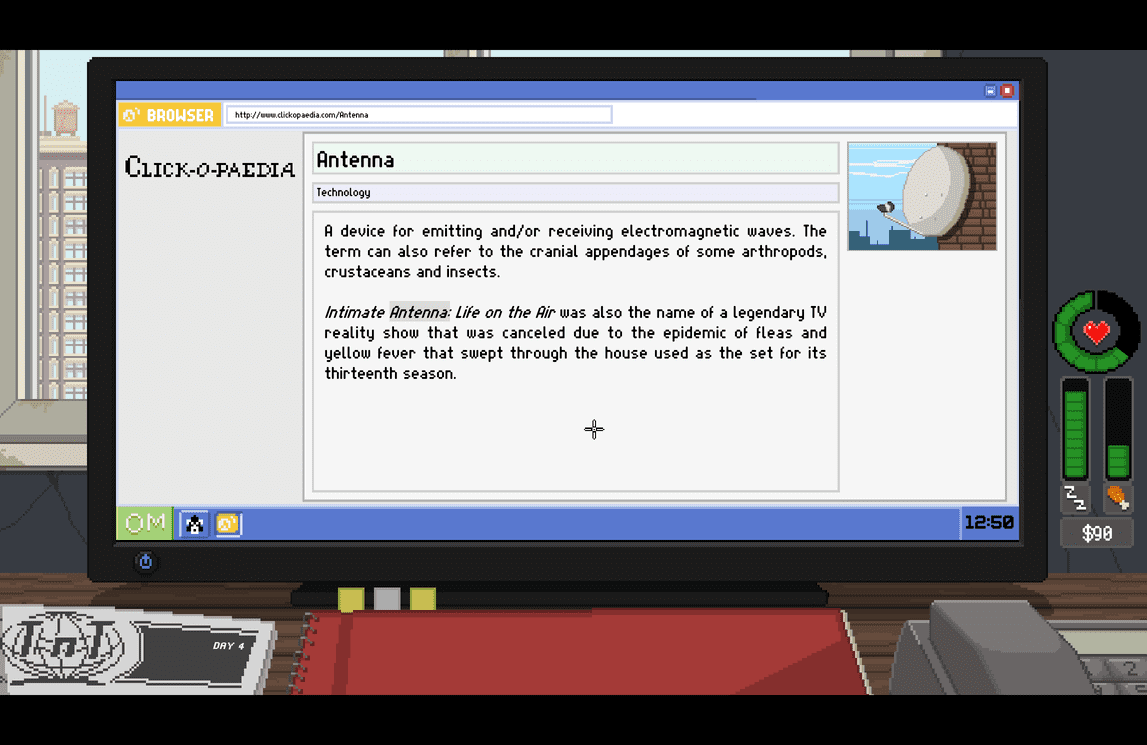 BROWSER
http://www.clickopaedia.com/Antenna
CLICK-O-PAEDIA
Antenna
Technology
A device for emitting and/or receiving electromagnetic waves. The
term can also refer to the cranial appendages of some arthropods,
crustaceans and insects.
Intimate Antenna: Life on the Air was also the name of a legendary TV
reality show that was canceled due to the epidemic of fleas and
yellow fever that swept through the house used as the set for its
thirteenth season.
OM
12:50
$90
TnT
DAY 4
2